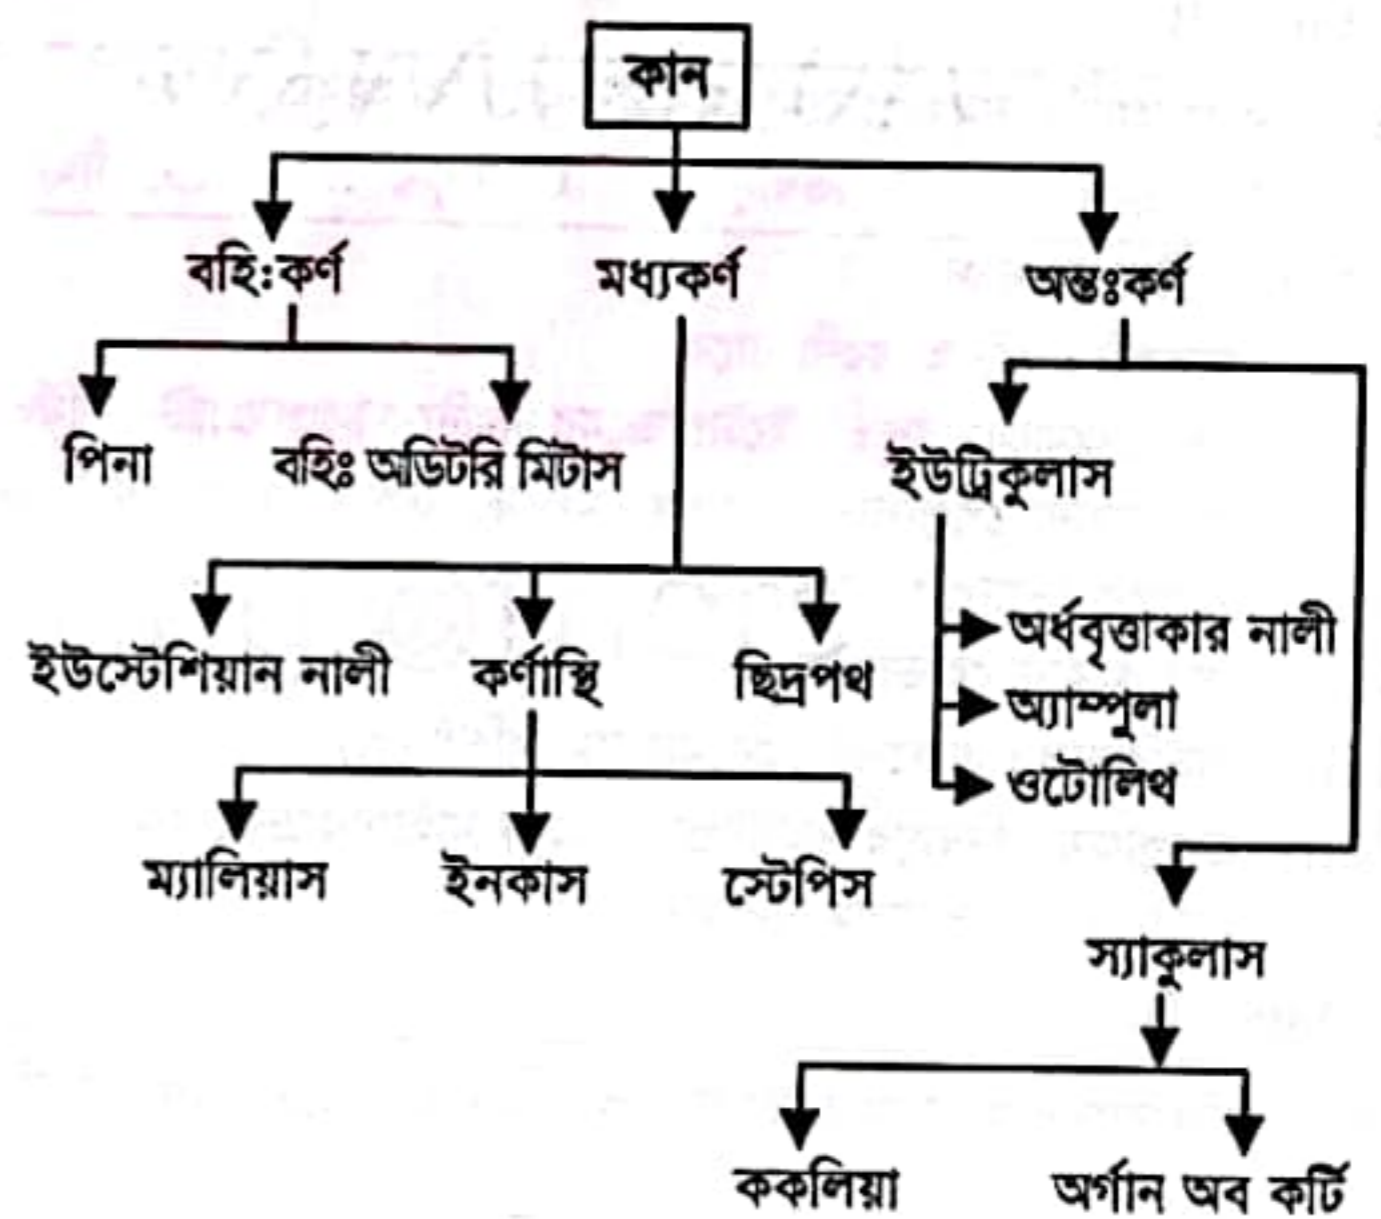 কান
বহি:কর্ণ মধ্যকর্ণ অন্তঃকর্ণ
পিনা বহিঃ অডিটরি মিটাস ইউট্রিকুলাস
অর্ধবৃত্তাকার নালী
ইউস্টেশিয়ান নালী কর্ণাস্থি ছিদ্রপথ
অ্যাম্পুলা
ওটোলিথ
ম্যালিয়াস ইনকাস স্টেপিস
স্যাকুলাস
ককলিয়া অর্গান অব কর্টি